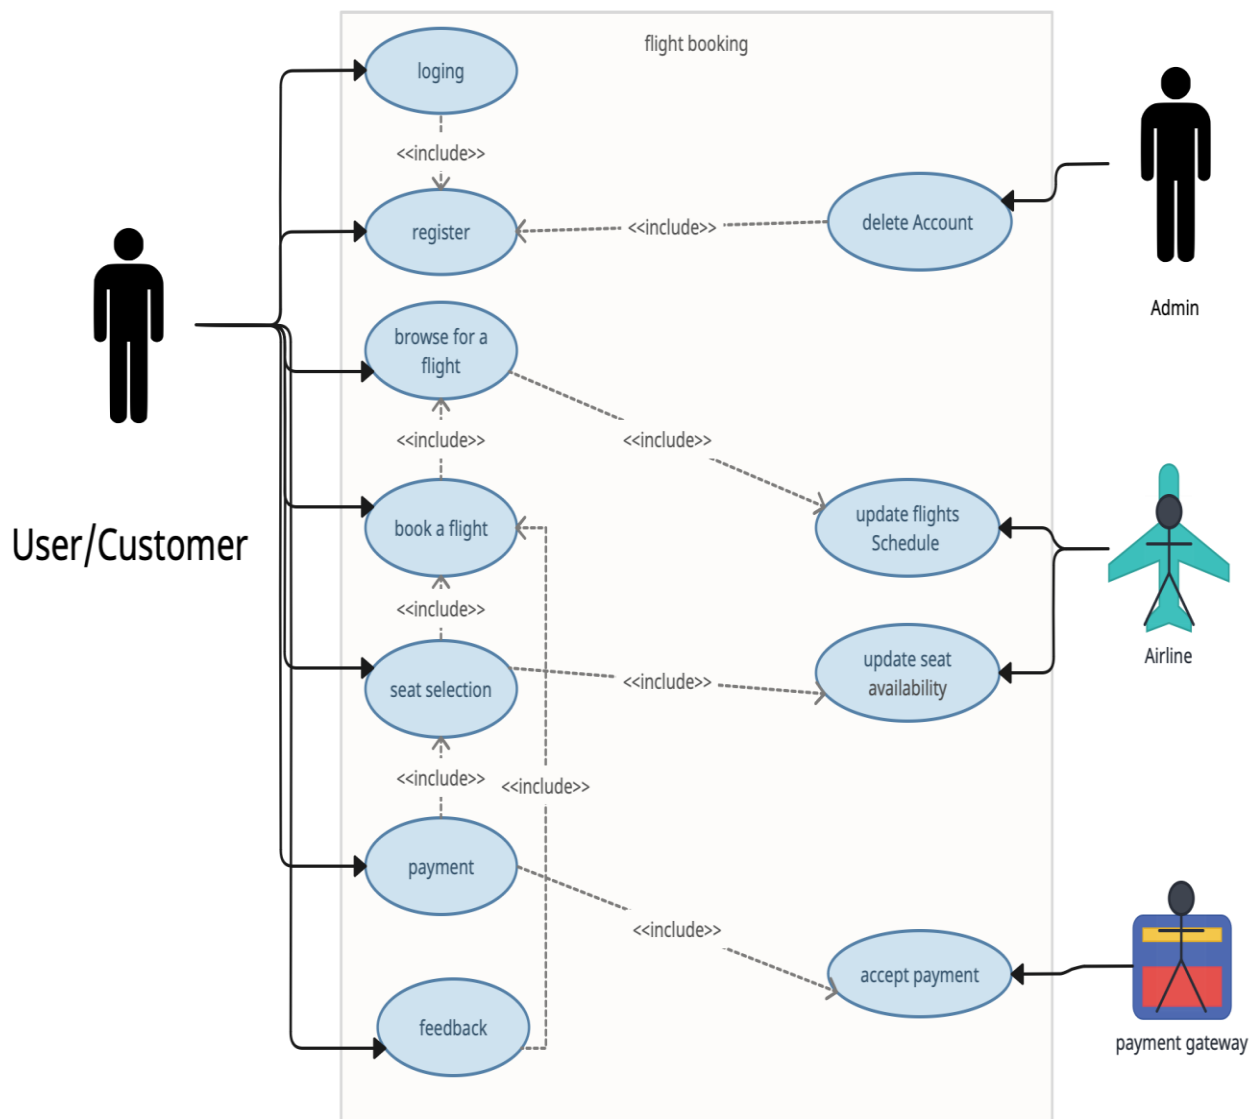 flight booking
loging
<<include>>
register
<<include>>
delete Account
Admin
browse for a
flight
<<include>>
<<include>>
book a flight
update flights
Schedule
User/Customer
<<include>>
seat selection
<<include>>
update seat
availability
Airline
<<include>>
<<include>>
payment
<<include>>
accept payment
feedback
payment gateway